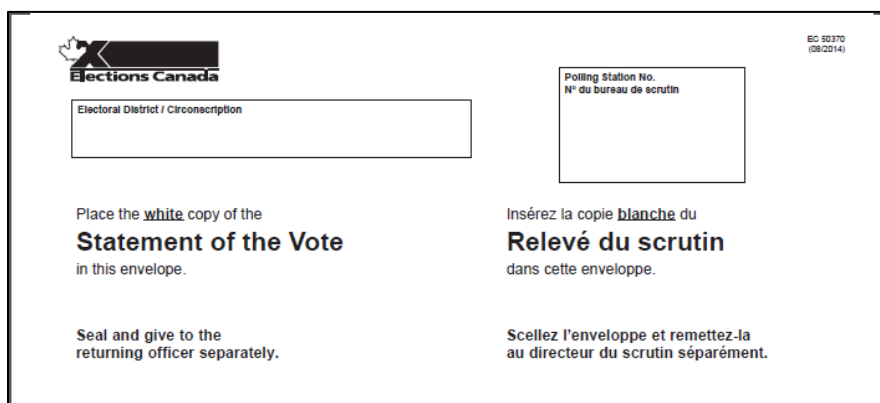 EC 50370
(08/2014)
Elections Canada
Polling Station No.
Nº du bureau de scrutin
Electoral District / Circonscription
Place the white copy of the
Statement of the Vote
in this envelope.
Seal and give to the
returning officer separately.
Insérez la copie blanche du
Relevé du scrutin
dans cette enveloppe.
Scellez l'enveloppe et remettez-la
au directeur du scrutin séparément.